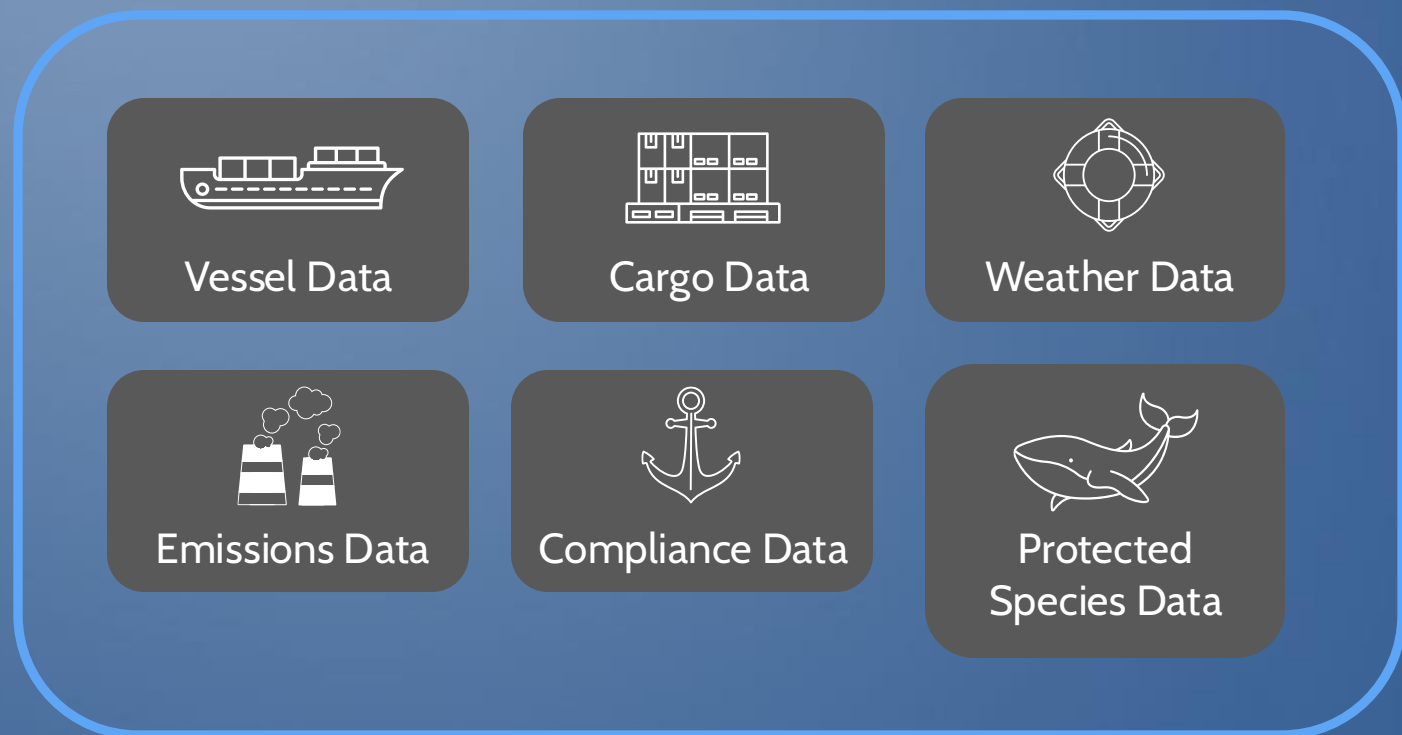 Vessel Data
Cargo Data
Weather Data
Emissions Data
Compliance Data
Protected
Species Data